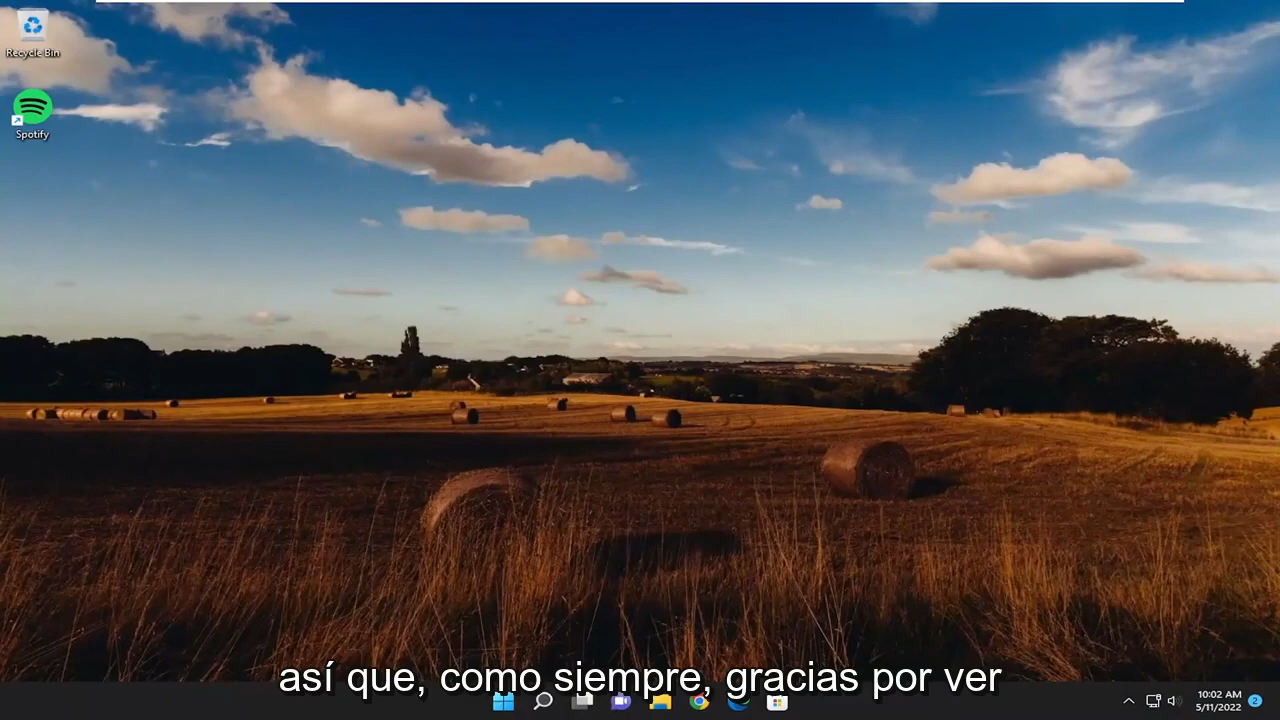 Recycle Bin
Spotify
así que, como siempre, gracias por ver
10:02 AM
5/11/2022
2